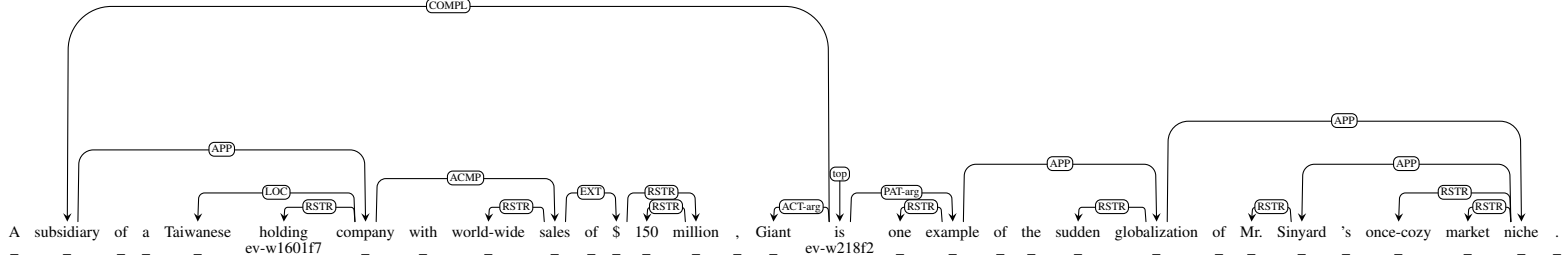 COMPL
APP
APP
APP
APP
ACMP
top
LOC
EXT
RSTR
PAT-arg
RSTR
RSTR
RSTR
RSTR
ACT-arg
RSTR
RSTR
RSTR
RSTR
A subsidiary of a Taiwanese holding company with world-wide sales of $ 150 million , Giant is one example of the sudden globalization of Mr. Sinyard 's once-cozy market niche .
_ _ _ _ _ ev-w1601f7 _ _ _ _ _ _ _ _ _ _ ev-w218f2 _ _ _ _ _ _ _ _ _ _ _ _ _ _